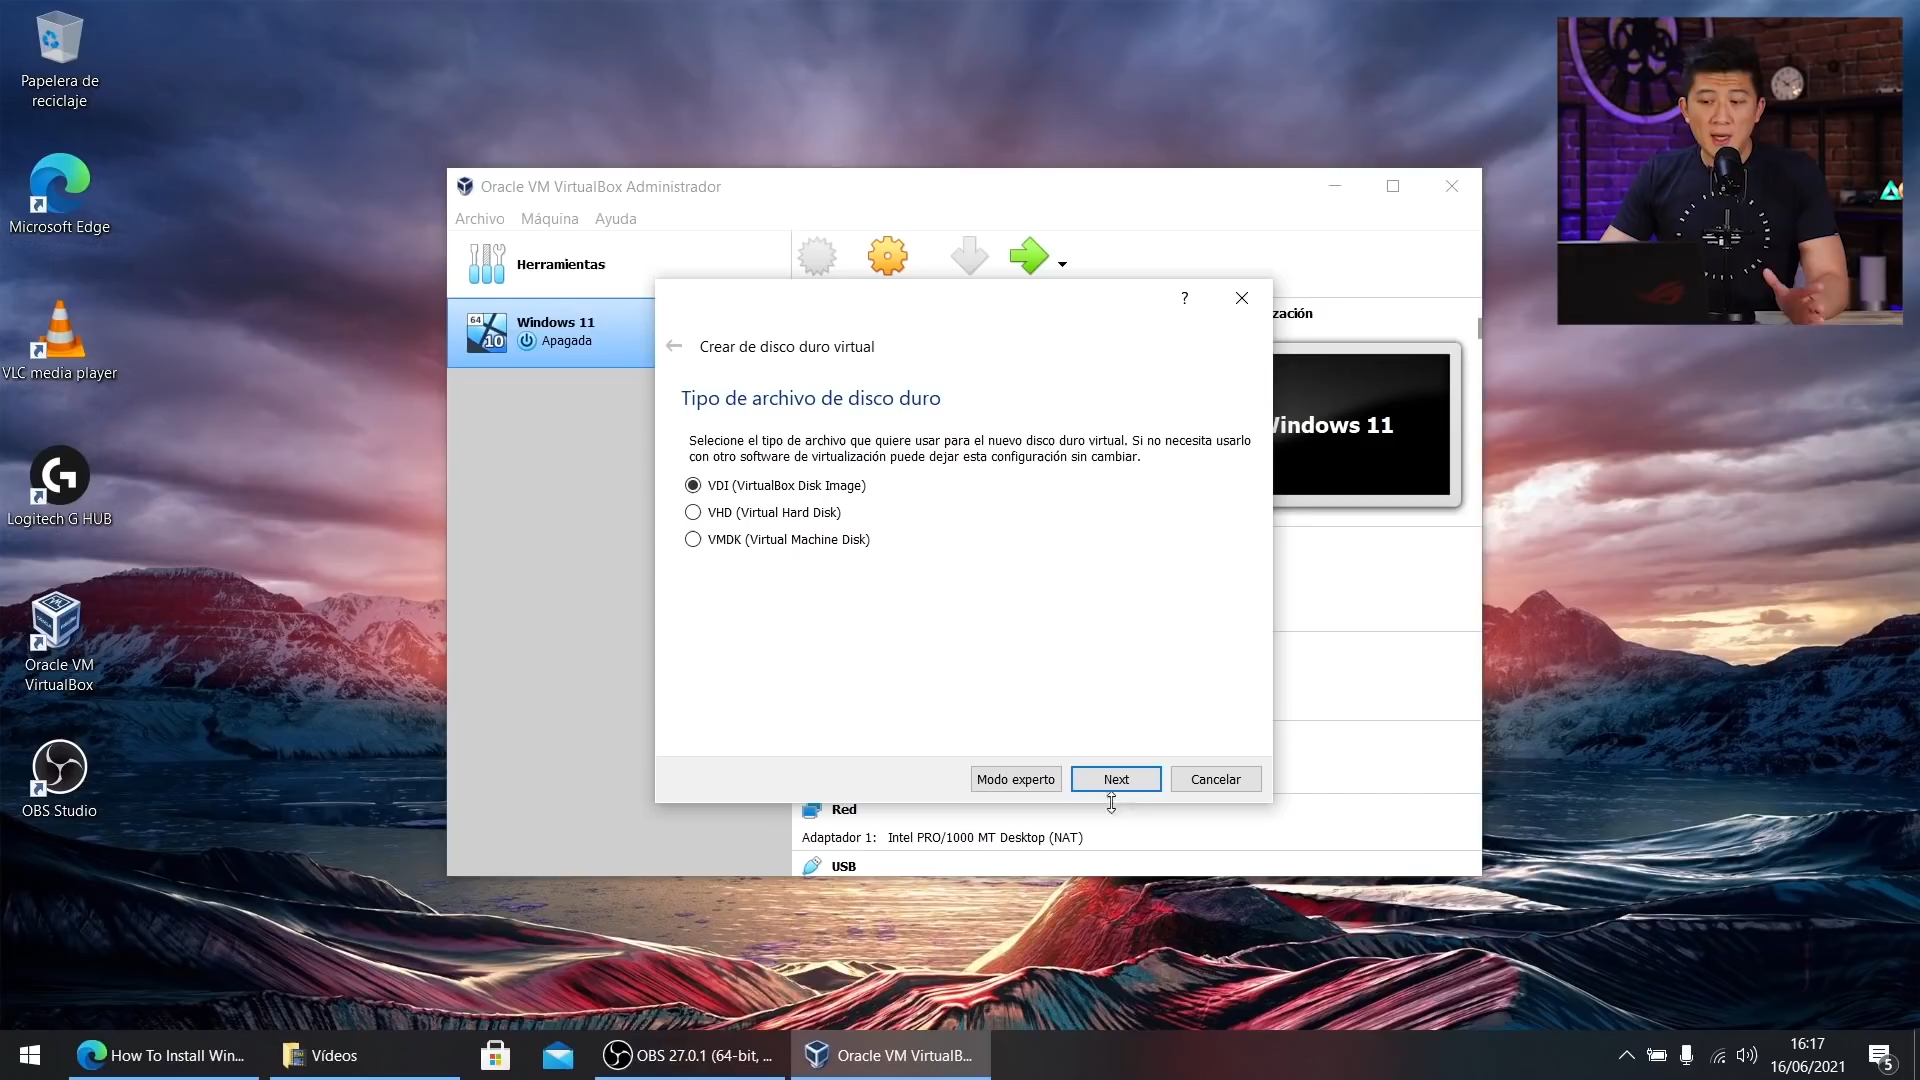 Papelera de
reciclaje
Microsoft Edge
VLC media player
Logitech G HUB
Oracle VM
VirtualBox
OBS Studio
Oracle VM VirtualBox Administrador
Archivo Máquina Ayuda
Herramientas
64
10
Windows 11
Apagada
zación
Windows 11
?
Crear de disco duro virtual
Tipo de archivo de disco duro
Selecione el tipo de archivo que quiere usar para el nuevo disco duro virtual. Si no necesita usarlo
con otro software de virtualización puede dejar esta configuración sin cambiar.
VDI (VirtualBox Disk Image)
VHD (Virtual Hard Disk)
VMDK (Virtual Machine Disk)
Modo experto Next Cancelar
Red
Adaptador 1: Intel PRO/1000 MT Desktop (NAT)
USB
How To Install Win...
Vídeos
OBS 27.0.1 (64-bit, ...
Oracle VM VirtualB...
16:17
16/06/2021
5